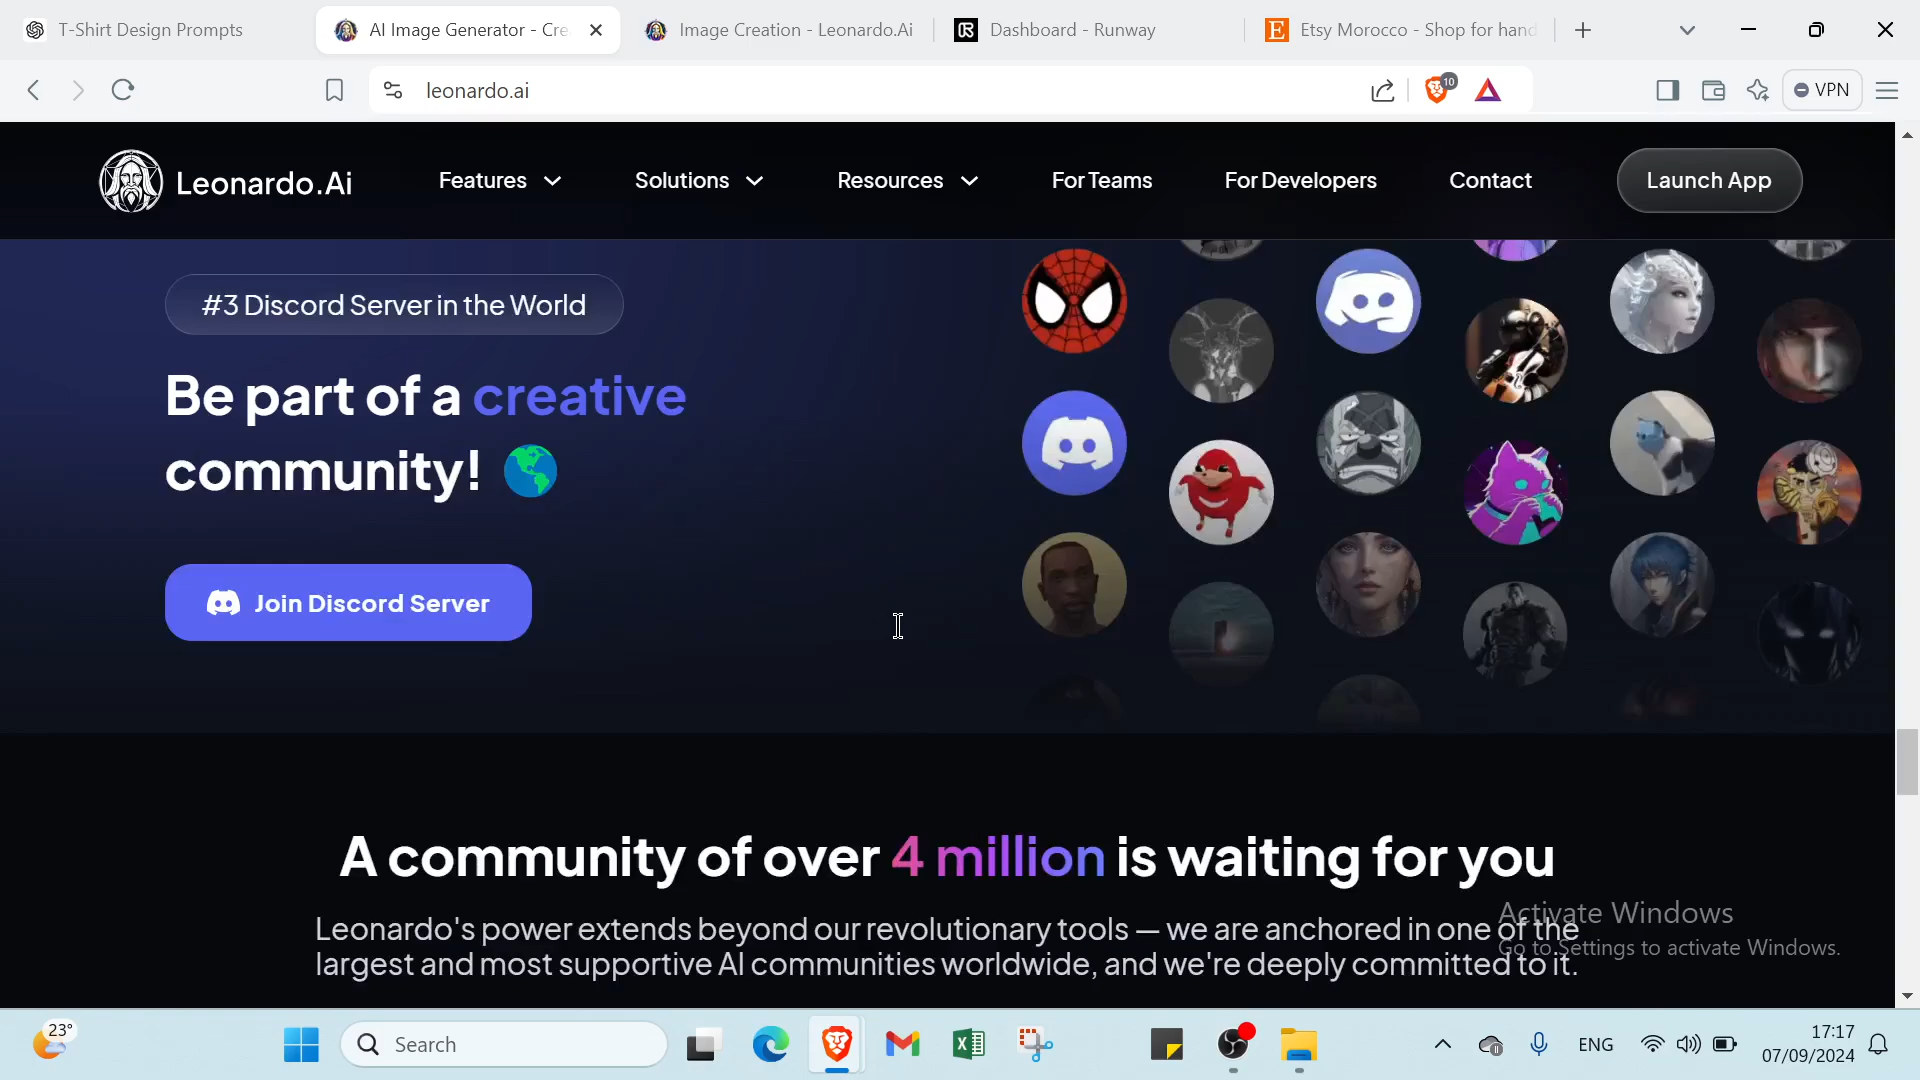 T-Shirt Design Prompts
AI Image Generator - Cre
Image Creation - Leonardo.Ai
Dashboard - Runway
Etsy Morocco - Shop for hand
leonardo.ai
10
VPN
Leonardo.Ai
Features
Solutions
Resources
For Teams
For Developers
Contact
Launch App
#3 Discord Server in the World
Be part of a creative
community!
Join Discord Server
A community of over 4 million is waiting for you
Leonardo's power extends beyond our revolutionary tools — we are anchored in one of the
largest and most supportive AI communities worldwide, and we're deeply committed to it.
Activate Windows
Go to Settings to activate Windows.
23°
Search
ENG
17:17
07/09/2024